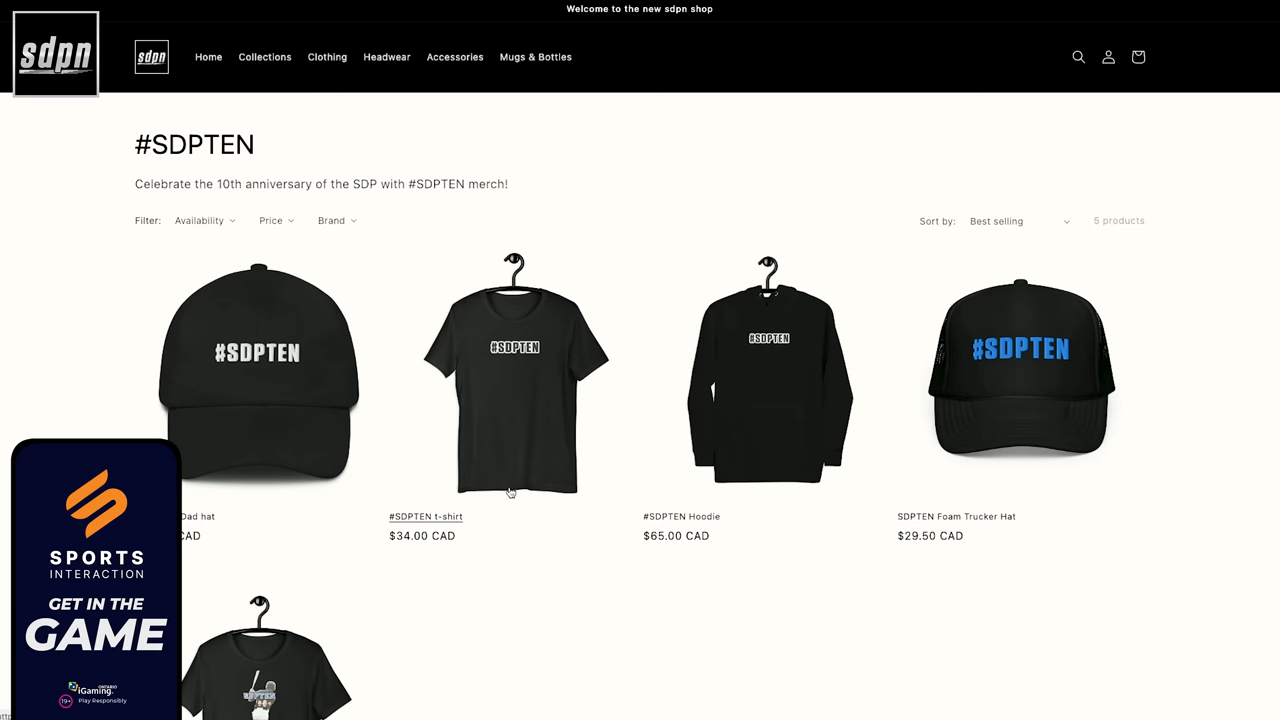 Welcome to the new sdpn shop
sdpn
sdpn
Home
Collections
Clothing
Headwear
Accessories
Mugs & Bottles
#SDPTEN
Celebrate the 10th anniversary of the SDP with #SDPTEN merch!
Filter:
Availability
Price
Brand
Sort by:
Best selling
5 products
#SDPTEN
#SDPTEN
#SDPTEN
#SDPTEN
Dad hat
CAD
#SDPTEN t-shirt
$34.00 CAD
#SDPTEN Hoodie
$65.00 CAD
SDPTEN Foam Trucker Hat
$29.50 CAD
SPORTS
INTERACTION
GET IN THE
GAME
ONTARIO
iGaming.
19+
Play Responsibly
SDPTEN